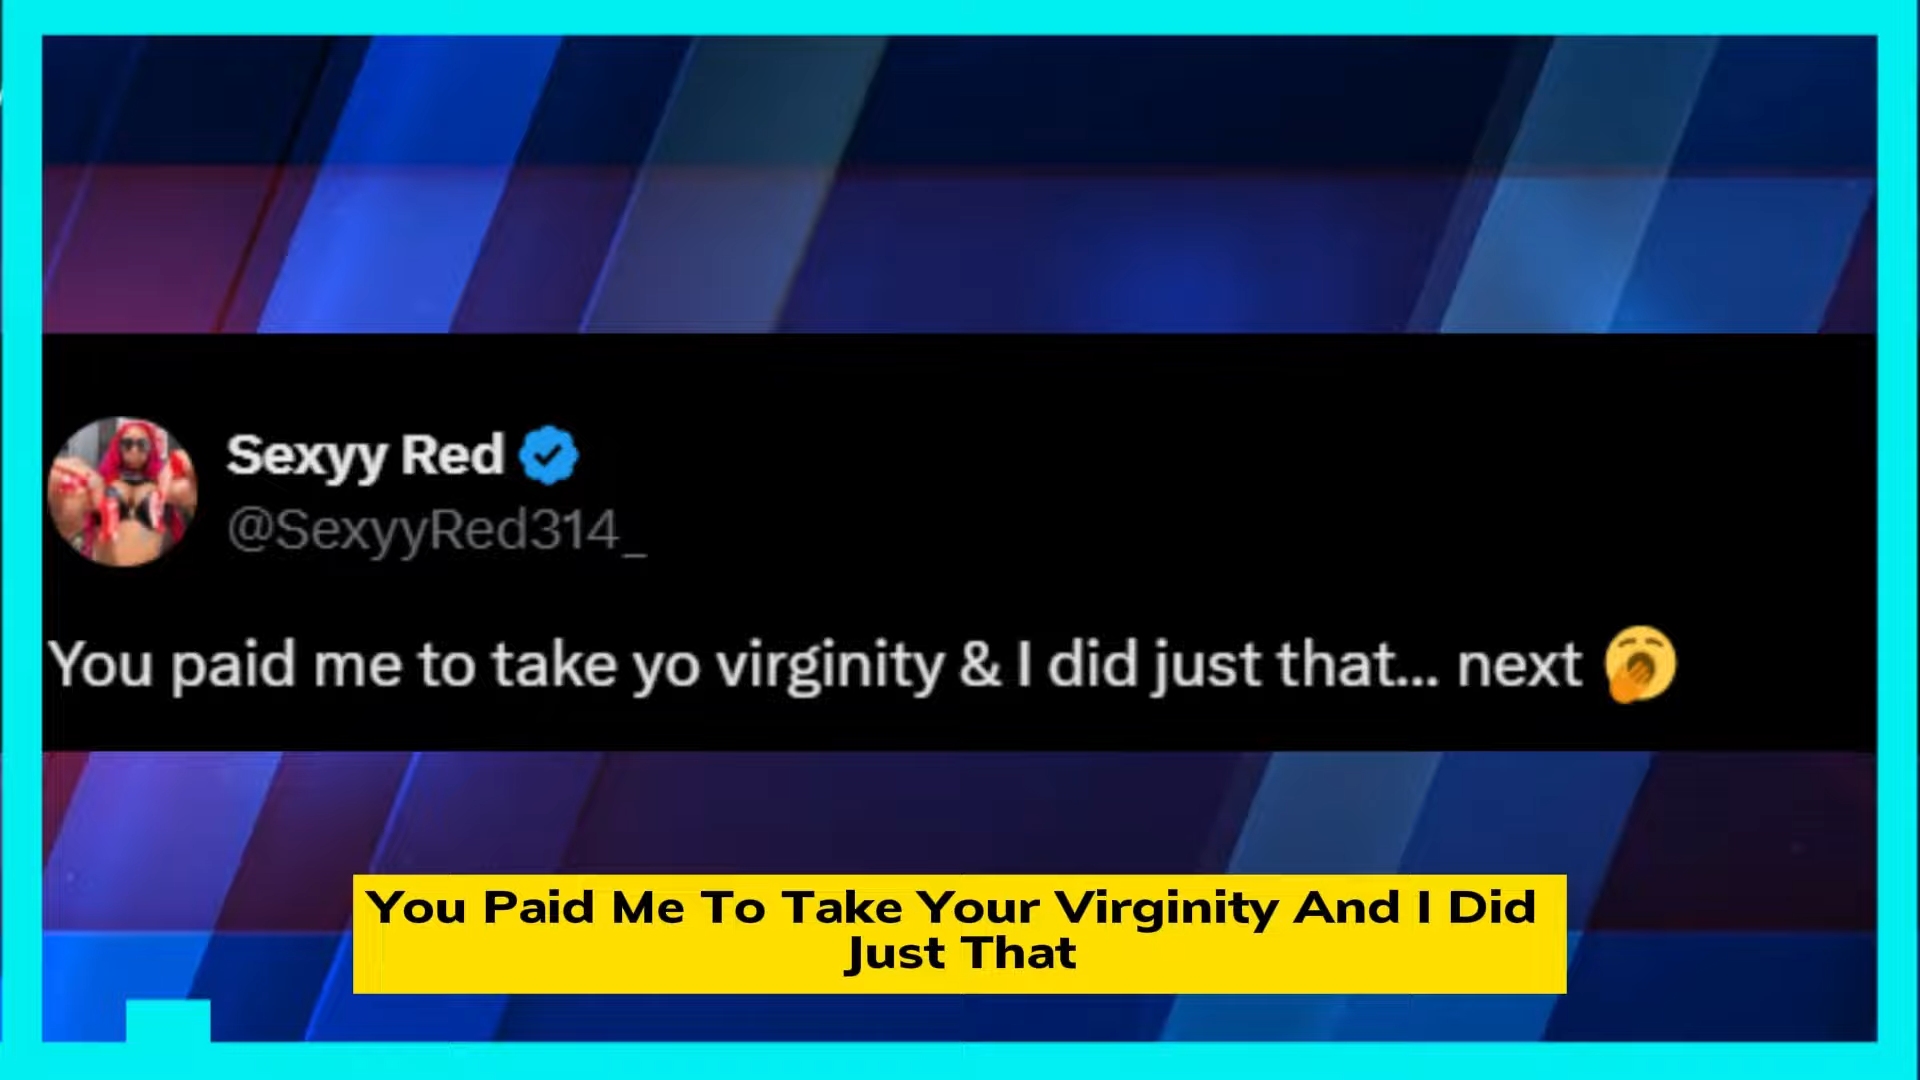 Sexyy Red
@SexyyRed314_
You paid me to take yo virginity & I did just that... next 🥱
You Paid Me To Take Your Virginity And I Did
Just That